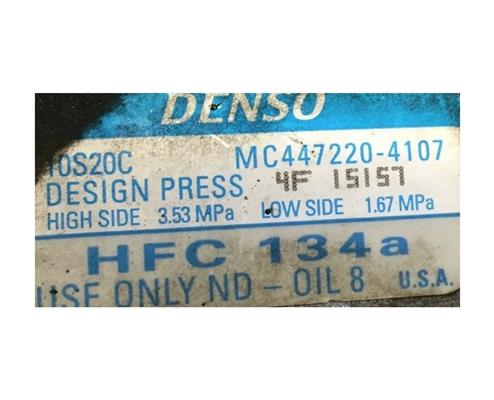 DENSO
10S20C MC447220-4107
DESIGN PRESS 4F 15157
HIGH SIDE 3.53 MPa LOW SIDE 1.67 MPa
HFC 134a
USE ONLY ND-OIL 8 U.S.A.